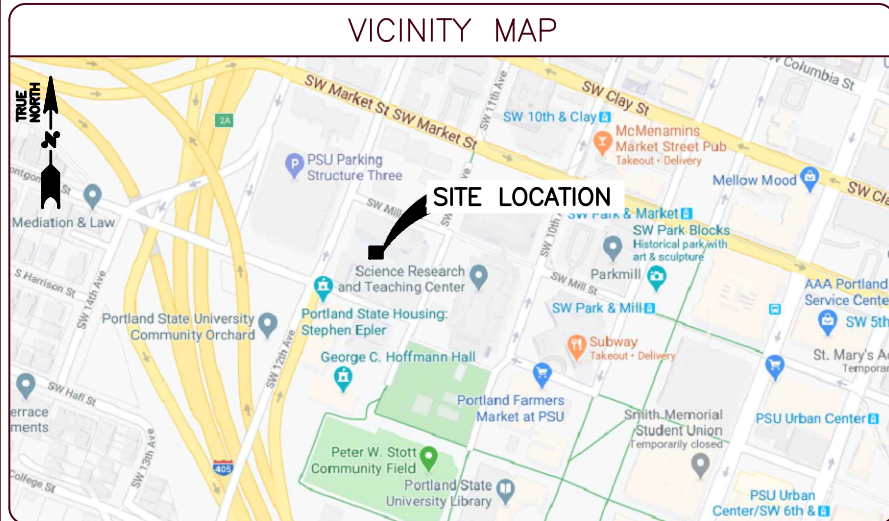 VICINITY MAP
TRUE
NORTH
N
SW Market St SW Market St
SW 11th Ave
SW Clay St
SW Columbia St
2A
SW 10th & Clay
McMenamins
Market Street Pub
Takeout • Delivery
PSU Parking
Structure Three
P
Mellow Mood
SW Cla
Mediation & Law
SITE LOCATION
SW Mill
SW Park & Market
SW 10th A
SW Park Blocks
Historical park with
art & sculpture
Parkmill
Science Research
and Teaching Center
SW Mill St
S Harrison St
SW 14th Ave
AAA Portland
Service Cente
Portland State Housing:
Stephen Epler
SW Park & Mill
Portland State University
Community Orchard
SW 5th
SW 12th Ave
Subway
Takeout • Delivery
St. Mary's A
Temporar
George C. Hoffmann Hall
SW Hall St
Portland Farmers
Market at PSU
errace
ments
Smith Memorial
Student Union
Temporarily closed
PSU Urban Center
SW 13th Ave
Peter W. Stott
Community Field
405
College St
Portland State
University Library
PSU Urban
Center/SW 6th &